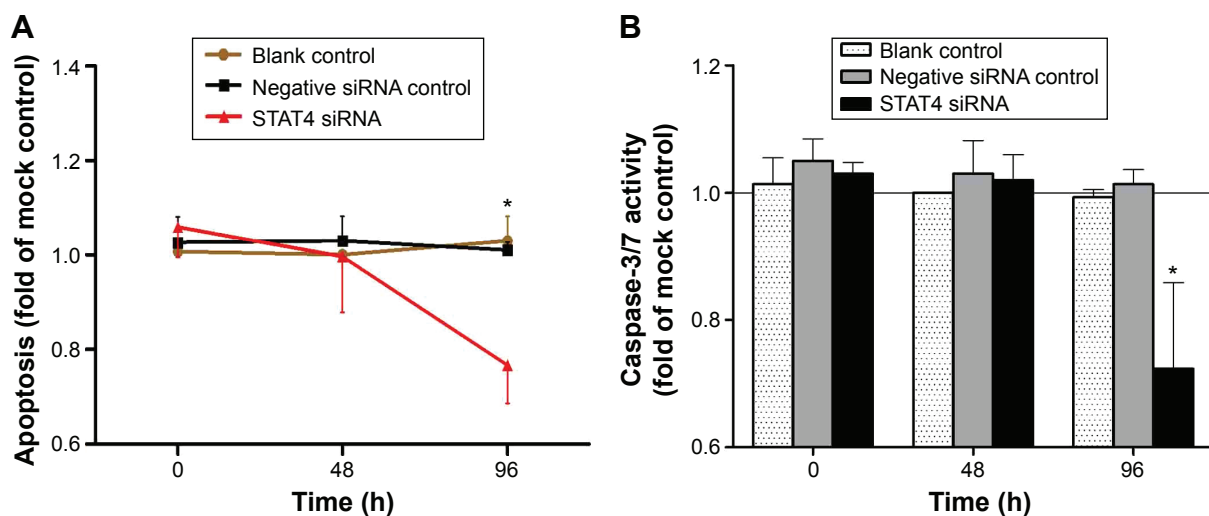 A
Blank control
Negative siRNA control
STAT4 siRNA
Apoptosis (fold of mock control)
1.4
1.2
1.0
0.8
0.6
*
0
48
96
Time (h)
B
Blank control
Negative siRNA control
STAT4 siRNA
Caspase-3/7 activity
(fold of mock control)
1.2
1.0
0.8
0.6
*
0
48
96
Time (h)